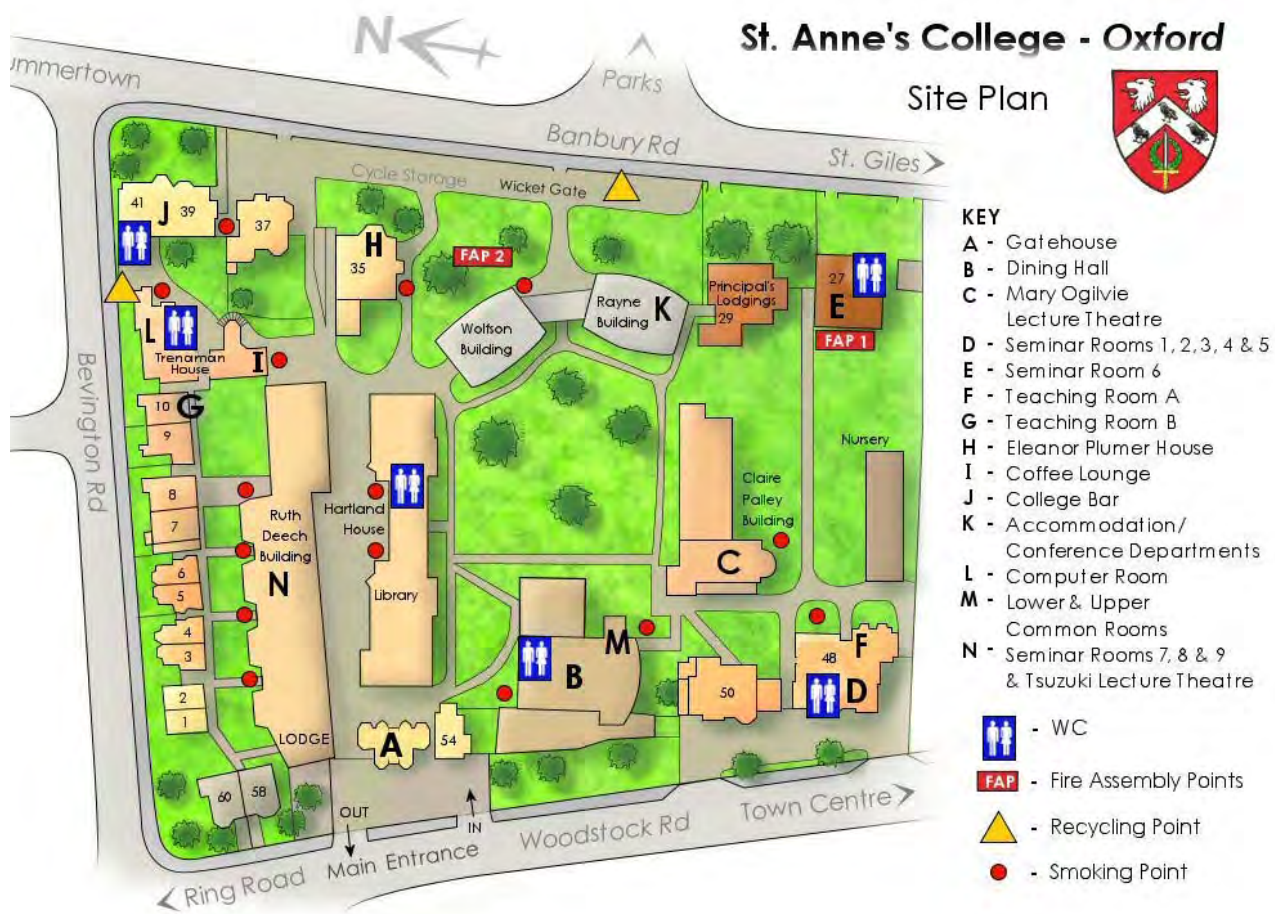 St. Anne's College - Oxford
Site Plan
N
ummertown
Parks
Banbury Rd
St. Giles
Cycle Storage
Wicket Gate
41
J
39
37
H
35
FAP 2
Rayne
Building
K
Principal's
Lodgings
29
27
E
FAP 1
Wolfson
Building
L
Trenaman
House
I
Bevington Rd
10
G
9
8
7
6
5
4
3
2
1
Ruth
Deech
Building
N
Hartland
House
Library
Claire
Palley
Building
Nursery
C
M
B
F
48
D
50
LODGE
A
54
60
58
OUT
IN
Main Entrance
Woodstock Rd
Town Centre
Ring Road
KEY
A - Gatehouse
B - Dining Hall
C - Mary Ogilvie
Lecture Theatre
D - Seminar Rooms 1, 2, 3, 4 & 5
E - Seminar Room 6
F - Teaching Room A
G - Teaching Room B
H - Eleanor Plumer House
I - Coffee Lounge
J - College Bar
K - Accommodation/
Conference Departments
L - Computer Room
M - Lower & Upper
Common Rooms
N - Seminar Rooms 7, 8 & 9
& Tsuzuki Lecture Theatre
- WC
FAP - Fire Assembly Points
- Recycling Point
- Smoking Point